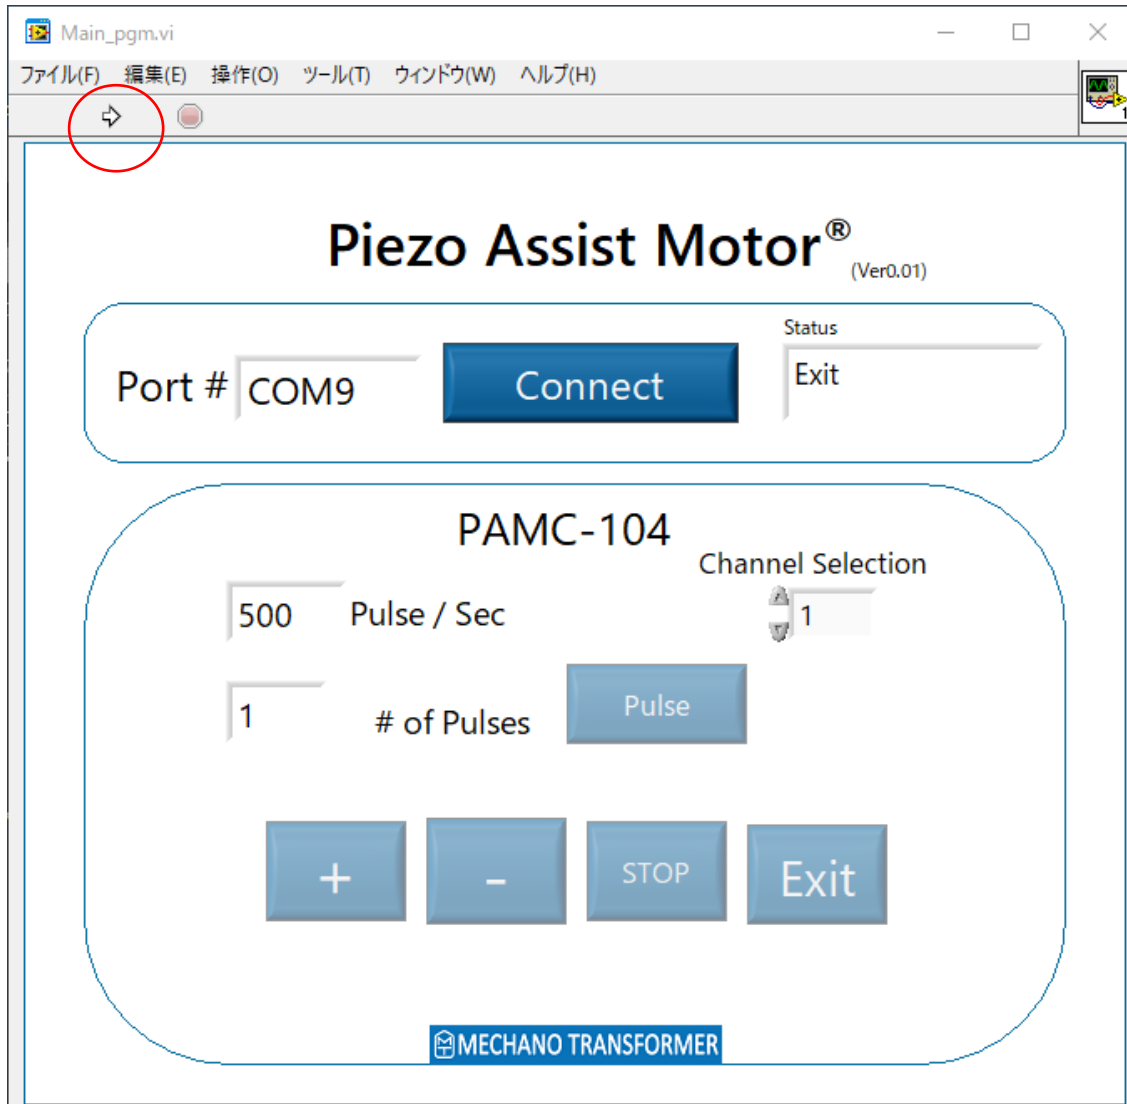 Main_pgm.vi
ファイル(F) 編集(E) 操作(O) ツール(T) ウィンドウ(W) ヘルプ(H)
1
Piezo Assist Motor®
(Ver0.01)
Status
Port # COM9 Connect Exit
PAMC-104
Channel Selection
500 Pulse / Sec 1
1 # of Pulses Pulse
+ - STOP Exit
MECHANO TRANSFORMER